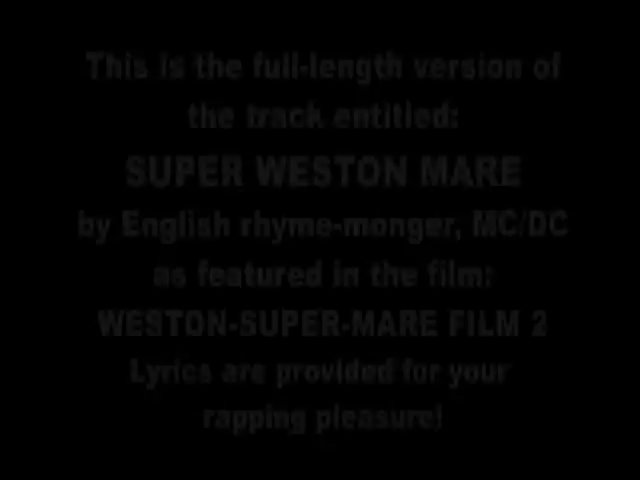 This is the full-length version of
the track entitled:
SUPER WESTON MARE
by English rhyme-monger, MC/DC
as featured in the film:
WESTON-SUPER-MARE FILM 2
Lyrics are provided for your
rapping pleasure!